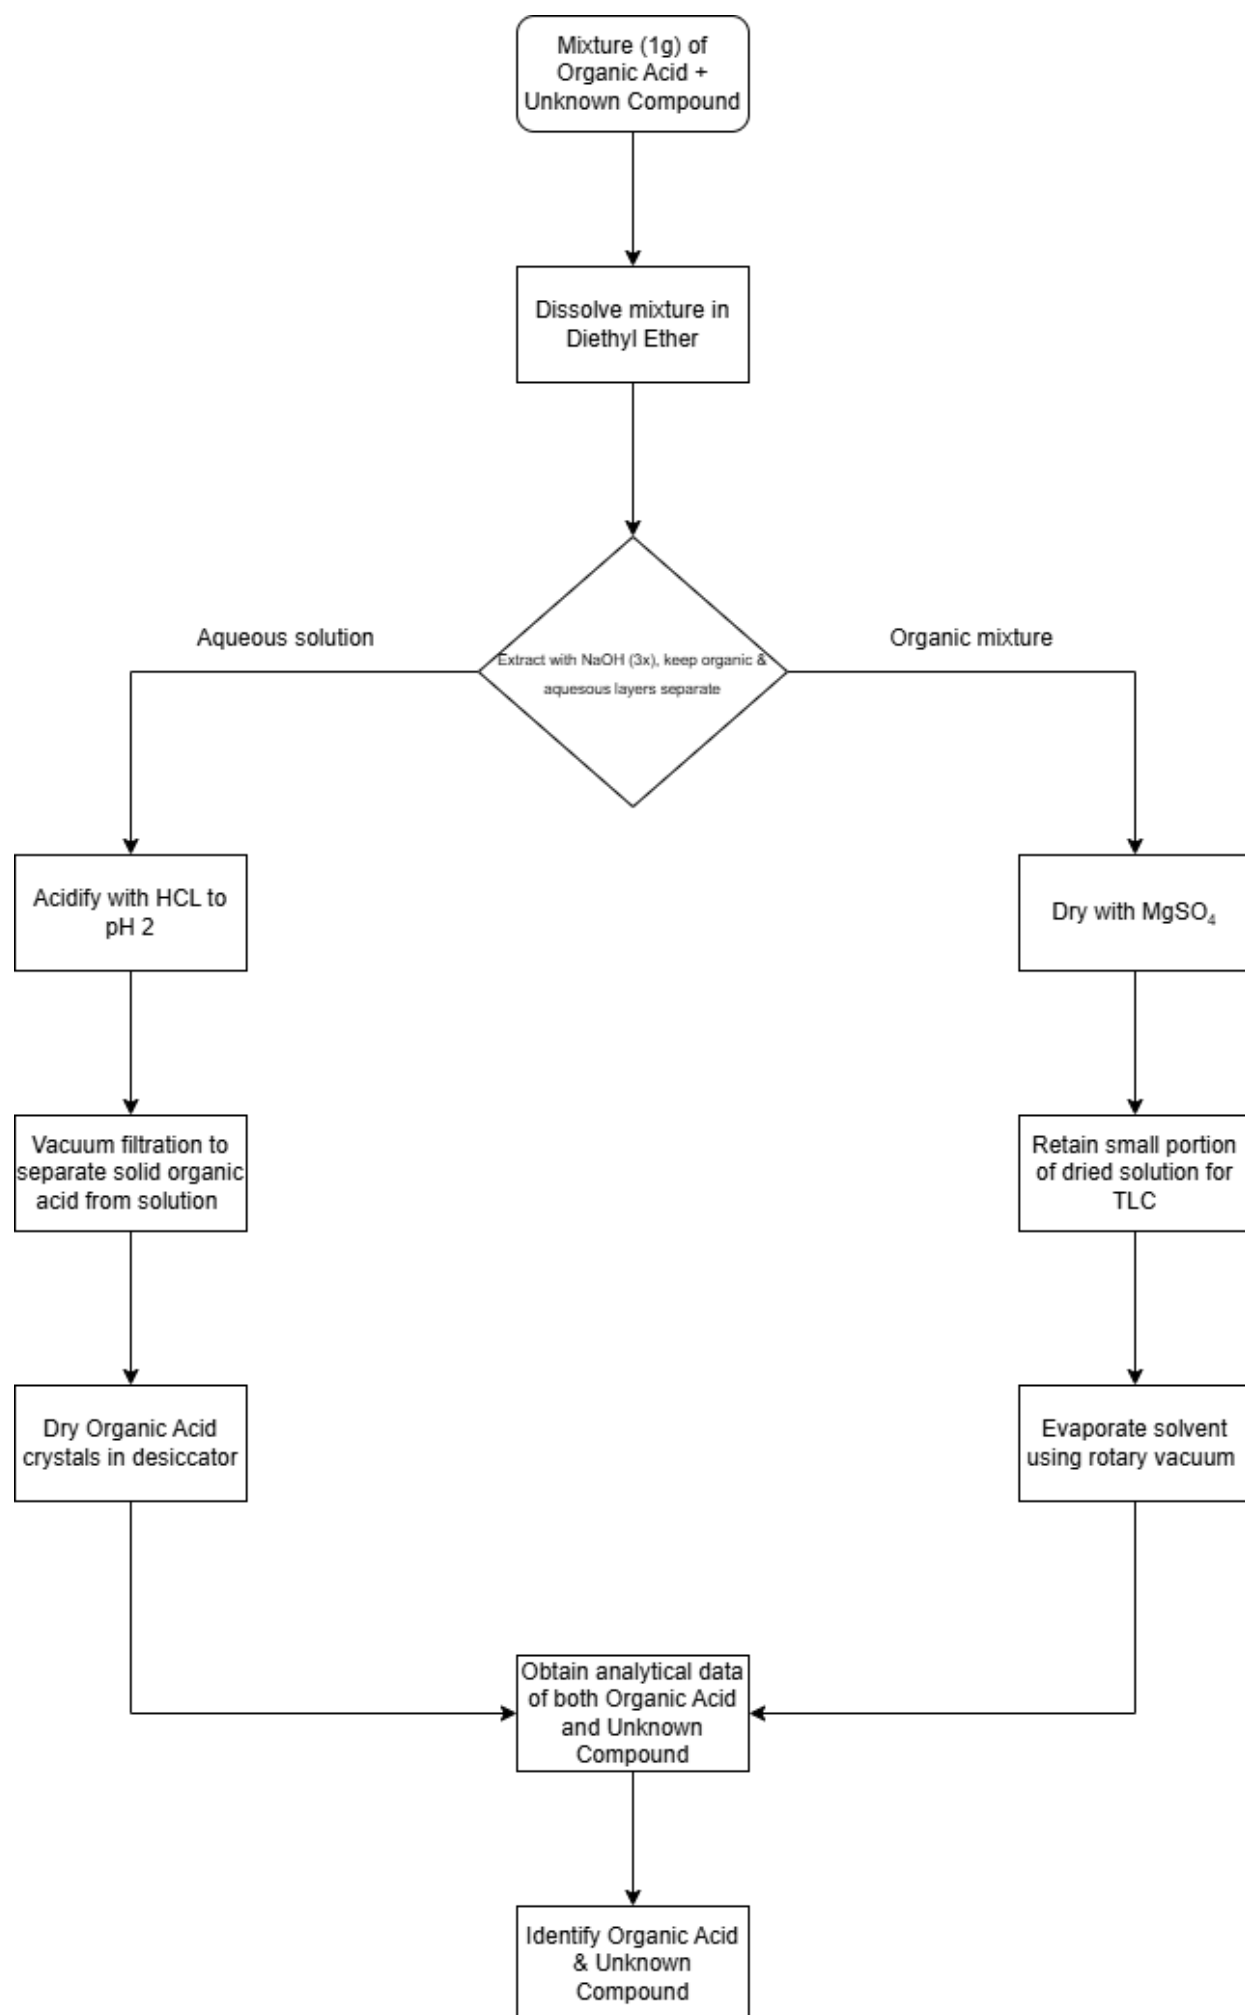 Mixture (1g) of
Organic Acid +
Unknown Compound
Dissolve mixture in
Diethyl Ether
Aqueous solution
Organic mixture
Extract with NaOH (3x), keep organic &
aquesous layers separate
Acidify with HCL to
pH 2
Dry with MgSO₄
Vacuum filtration to
separate solid organic
acid from solution
Retain small portion
of dried solution for
TLC
Dry Organic Acid
crystals in desiccator
Evaporate solvent
using rotary vacuum
Obtain analytical data
of both Organic Acid
and Unknown
Compound
Identify Organic Acid
& Unknown
Compound